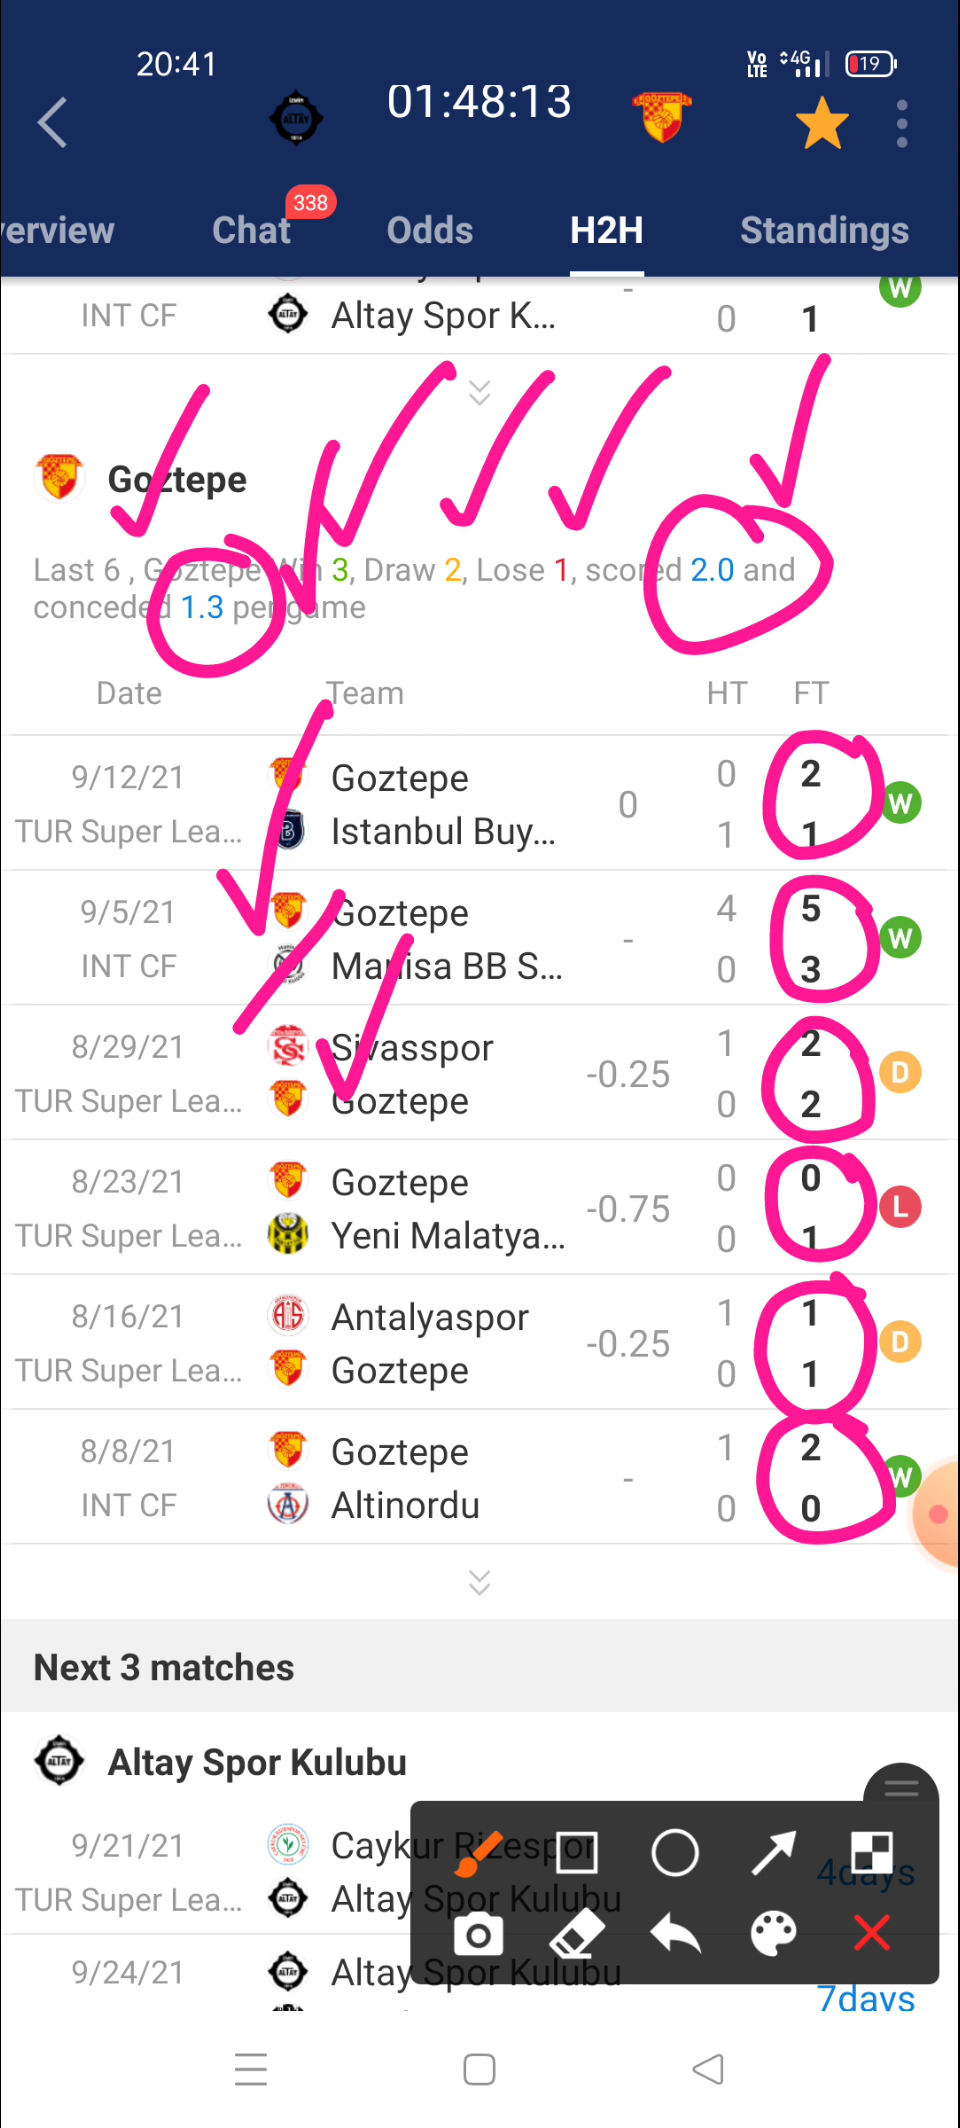 20:41
Vo LTE 4G 19
01:48:13
verview Chat 338 Odds H2H Standings
W
-
INT CF Altay Spor K... 0 1
Goztepe
Last 6 , Goztepe Win 3, Draw 2, Lose 1, scored 2.0 and
conceded 1.3 per game
Date Team HT FT
9/12/21 Goztepe 0 2
0 W
TUR Super Lea... Istanbul Buy... 1 1
9/5/21 Goztepe 4 5
- W
INT CF Manisa BB S... 0 3
8/29/21 Sivasspor 1 2
-0.25 D
TUR Super Lea... Goztepe 0 2
8/23/21 Goztepe 0 0
-0.75 L
TUR Super Lea... Yeni Malatya... 0 1
8/16/21 Antalyaspor 1 1
-0.25 D
TUR Super Lea... Goztepe 0 1
8/8/21 Goztepe 1 2
- W
INT CF Altinordu 0 0
Next 3 matches
Altay Spor Kulubu
9/21/21 Caykur Rizespor
4days
TUR Super Lea... Altay Spor Kulubu
9/24/21 Altay Spor Kulubu
7days